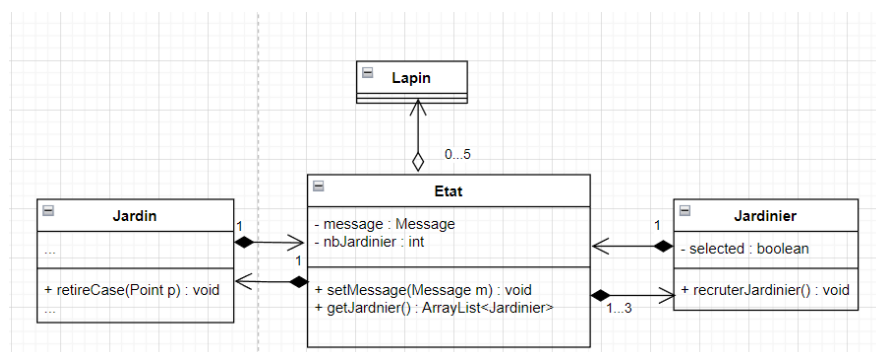 Lapin
0...5
Jardin
...
+ retireCase(Point p) : void
...
1
1
Etat
- message : Message
- nbJardinier : int
+ setMessage(Message m) : void
+ getJardnier() : ArrayList<Jardinier>
1
1...3
Jardinier
- selected : boolean
+ recruterJardinier() : void